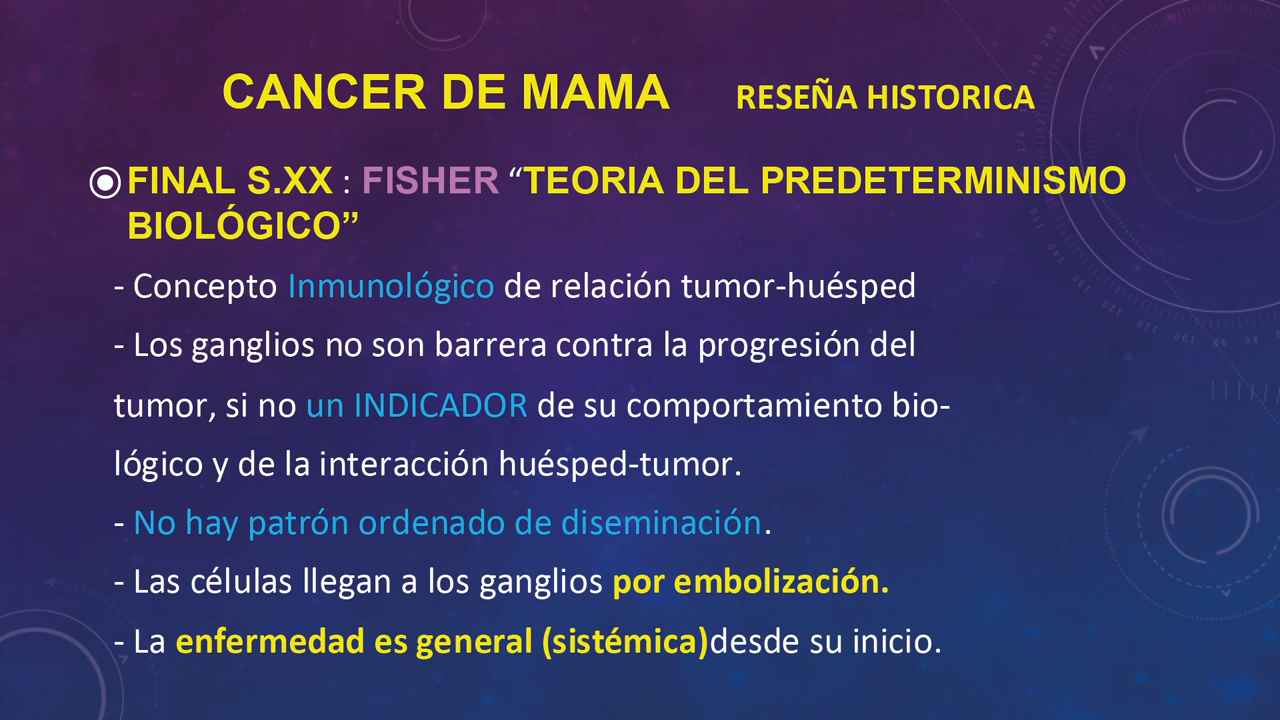 CANCER DE MAMA RESEÑA HISTORICA
FINAL S.XX : FISHER “TEORIA DEL PREDETERMINISMO
BIOLÓGICO”
- Concepto Inmunológico de relación tumor-huésped
- Los ganglios no son barrera contra la progresión del
tumor, si no un INDICADOR de su comportamiento bio-
lógico y de la interacción huésped-tumor.
- No hay patrón ordenado de diseminación.
- Las células llegan a los ganglios por embolización.
- La enfermedad es general (sistémica)desde su inicio.